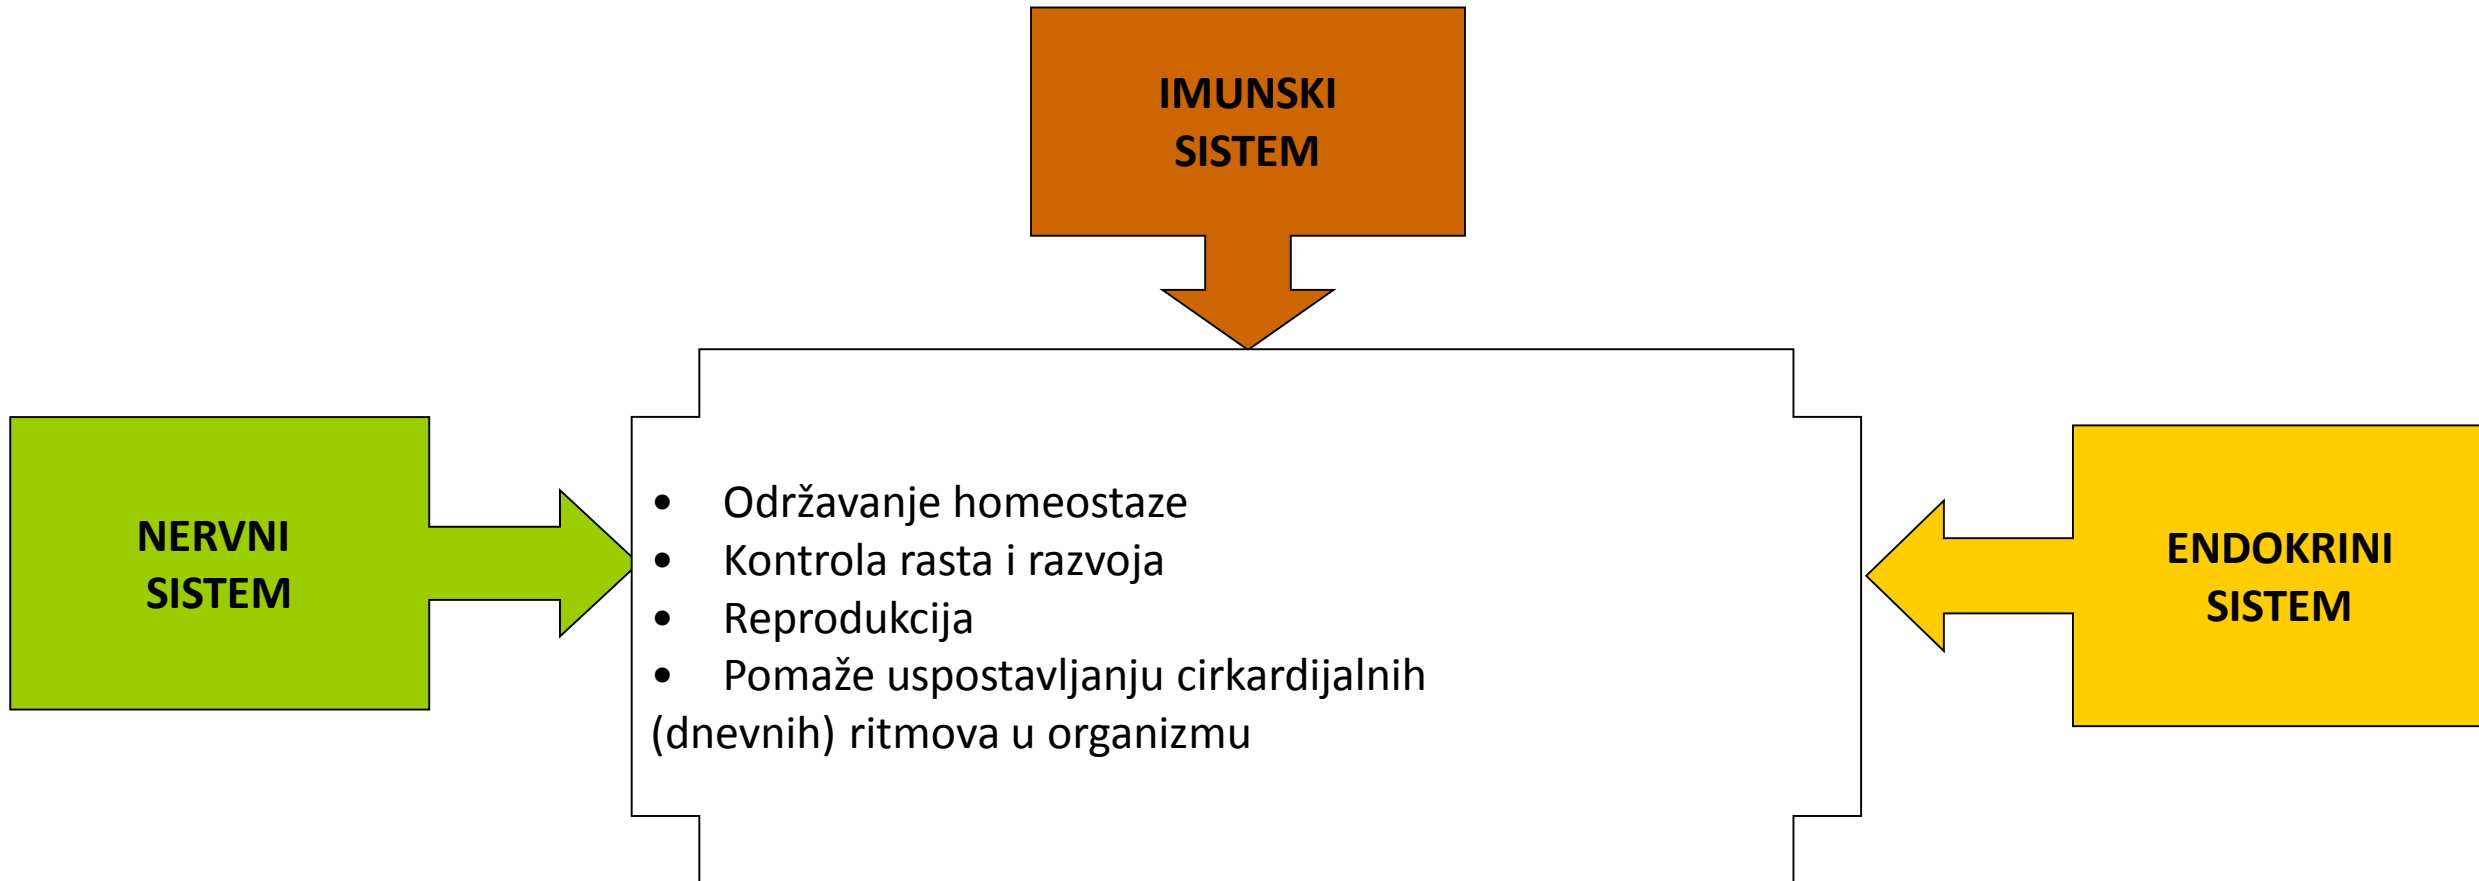 IMUNSKI
SISTEM
NERVNI
SISTEM
• Održavanje homeostaze
• Kontrola rasta i razvoja
• Reprodukcija
• Pomaže uspostavljanju cirkardijalnih
(dnevnih) ritmova u organizmu
ENDOKRINI
SISTEM